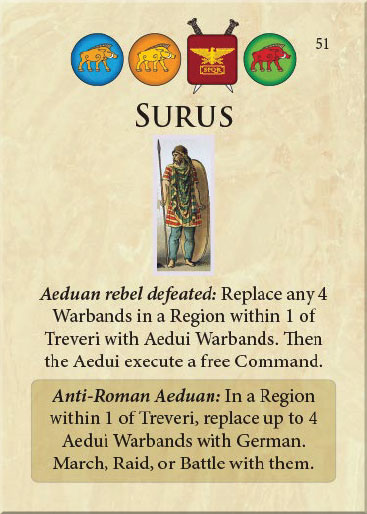 51
SPQR
SURUS
Aeduan rebel defeated: Replace any 4
Warbands in a Region within 1 of
Treveri with Aedui Warbands. Then
the Aedui execute a free Command.
Anti-Roman Aeduan: In a Region
within 1 of Treveri, replace up to 4
Aedui Warbands with German.
March, Raid, or Battle with them.